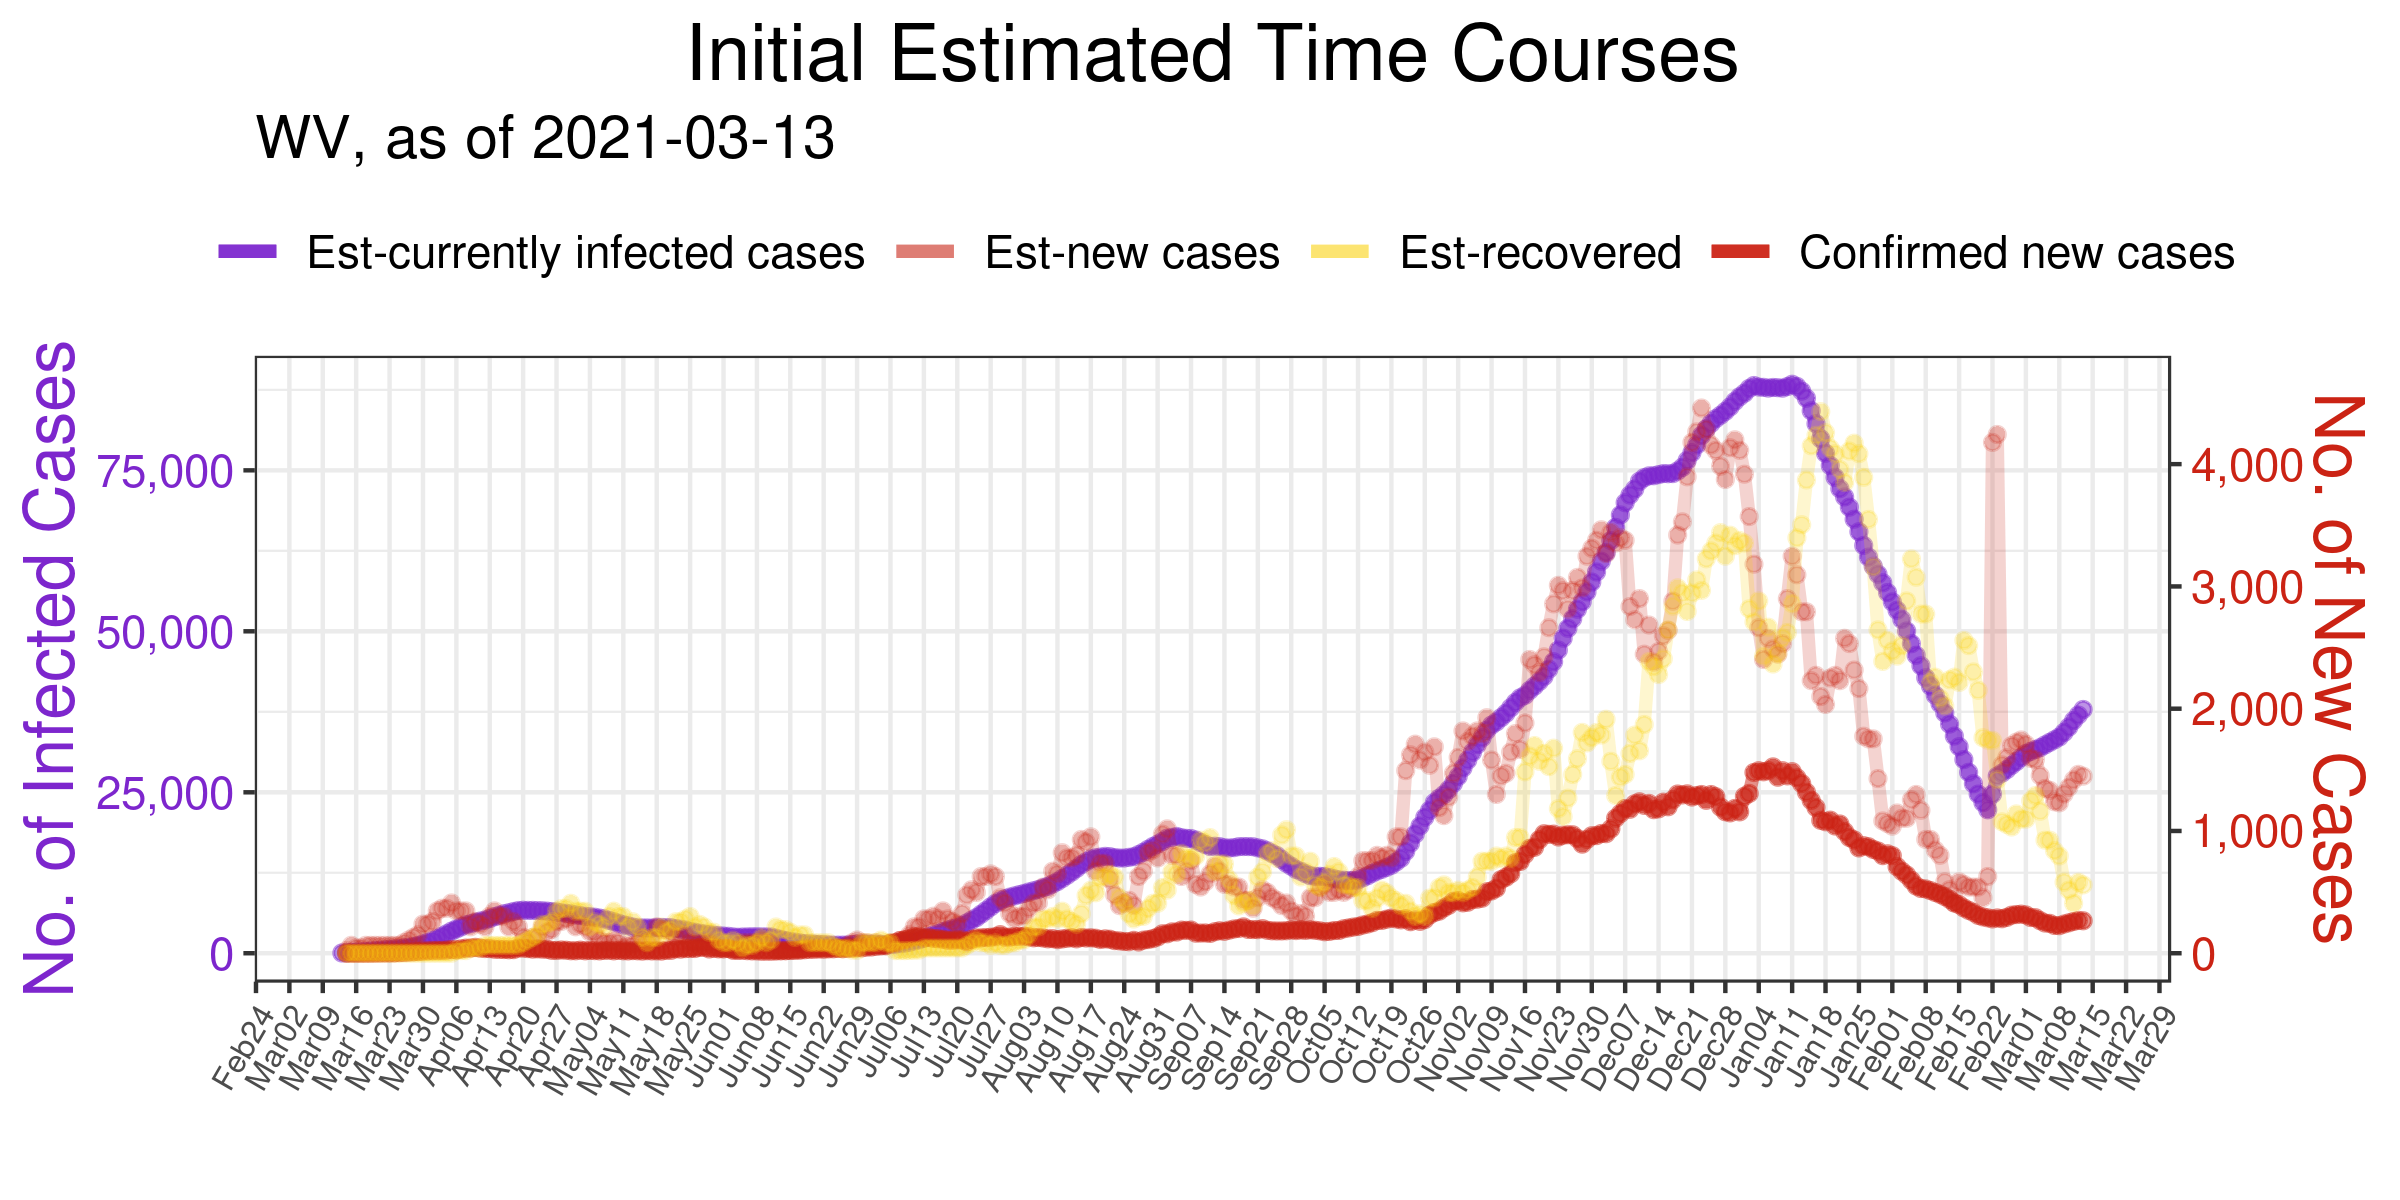 Initial Estimated Time Courses
WV, as of 2021-03-13
Est-currently infected cases Est-new cases Est-recovered Confirmed new cases
No. of Infected Cases
75,000
50,000
25,000
0
4,000
3,000
2,000
1,000
0
No. of New Cases
Feb24 Mar02 Mar09 Mar16 Mar23 Mar30 Apr06 Apr13 Apr20 Apr27 May04 May11 May18 May25 Jun01 Jun08 Jun15 Jun22 Jun29 Jul06 Jul13 Jul20 Jul27 Aug03 Aug10 Aug17 Aug24 Aug31 Sep07 Sep14 Sep21 Sep28 Oct05 Oct12 Oct19 Oct26 Nov02 Nov09 Nov16 Nov23 Nov30 Dec07 Dec14 Dec21 Dec28 Jan04 Jan11 Jan18 Jan25 Feb01 Feb08 Feb15 Feb22 Mar01 Mar08 Mar15 Mar22 Mar29